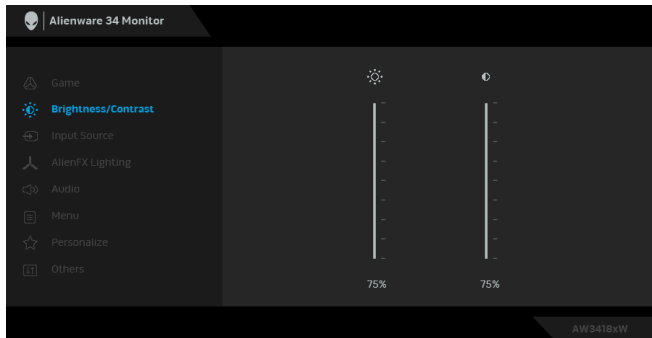 Alienware 34 Monitor
Game
Brightness/Contrast
Input Source
AlienFX Lighting
Audio
Menu
Personalize
Others
75%
75%
AW3418xW